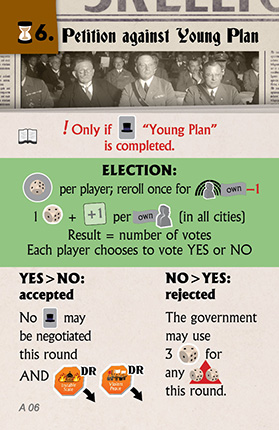 6. Petition against Young Plan
! Only if “Young Plan”
is completed.
ELECTION:
per player; reroll once for own –1
1 + +1 per own (in all cities)
Result = number of votes
Each player chooses to vote YES or NO
YES > NO:
accepted
No may
be negotiated
this round
AND DR DR
NO > YES:
rejected
The government
may use
3 for
any
this round.
A 06